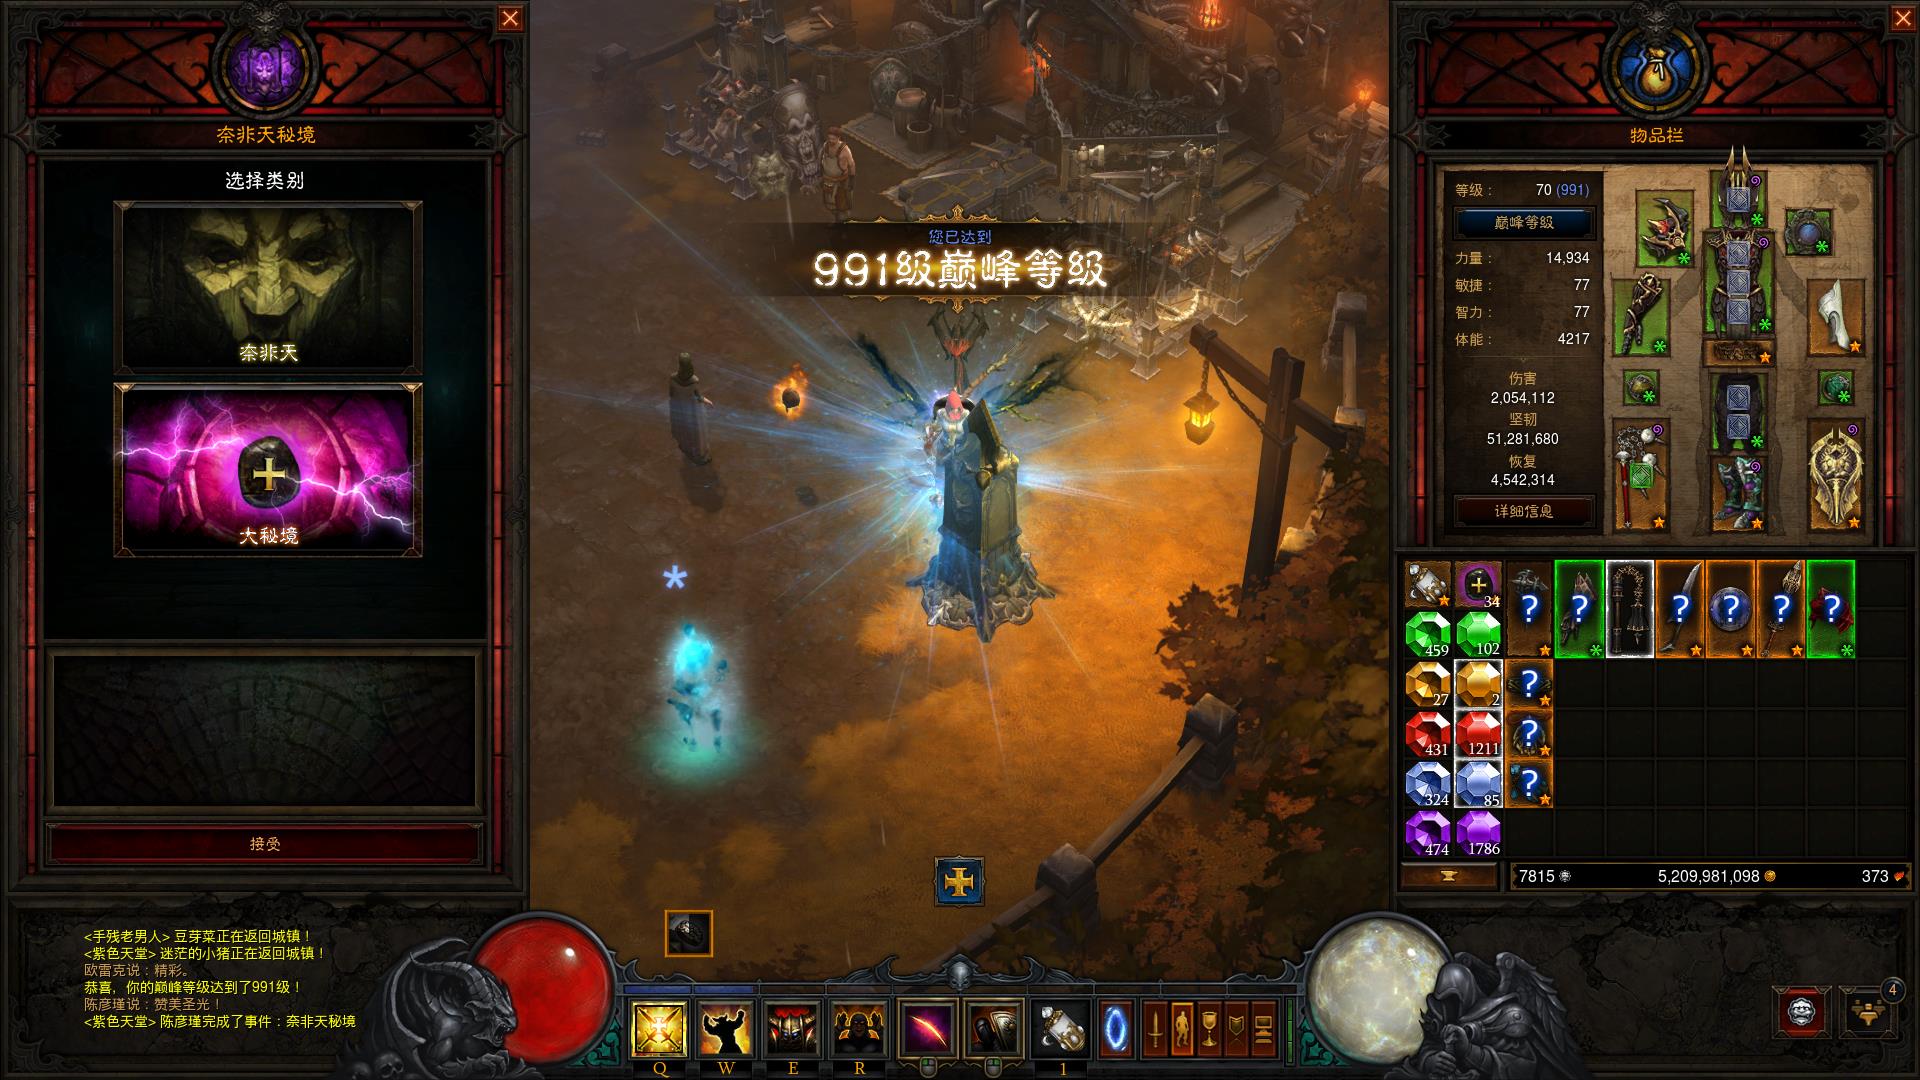 奈非天秘境
选择类别
奈非天
大秘境
接受
您已达到
991级巅峰等级
物品栏
等级：
70 (991)
巅峰等级
力量：
14,934
敏捷：
77
智力：
77
体能：
4217
伤害
2,054,112
坚韧
51,281,680
恢复
4,542,314
详细信息
34
?
?
?
?
?
?
459
102
27
2
?
431
1211
?
324
85
?
474
1786
7815
5,209,981,098
373
<手残老男人> 豆芽菜正在返回城镇！
<紫色天堂> 迷茫的小猪正在返回城镇！
欧雷克说：精彩。
恭喜，你的巅峰等级达到了991级！
陈彦瑾说：赞美圣光！
<紫色天堂> 陈彦瑾完成了事件：奈非天秘境
Q
W
E
R
1
4